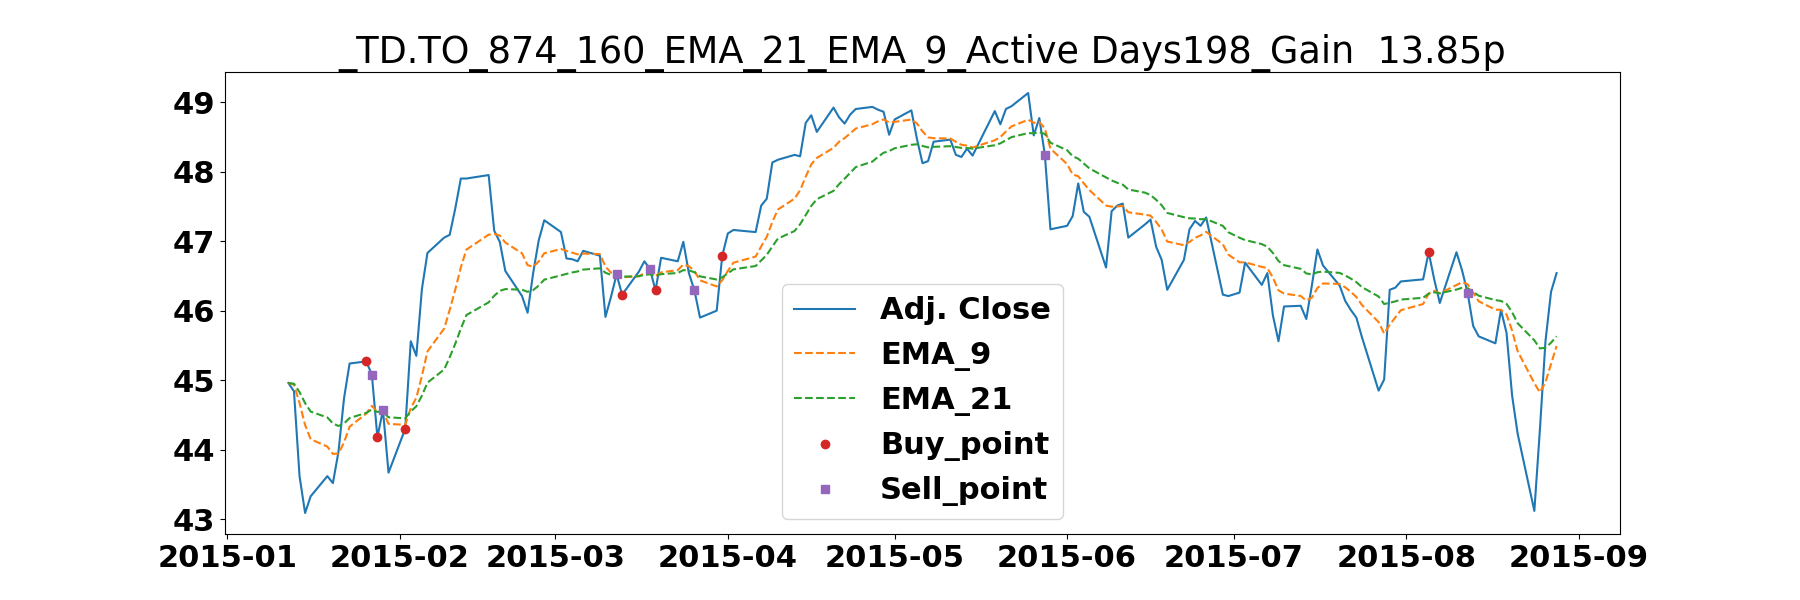 _TD.TO_874_160_EMA_21_EMA_9_Active Days198_Gain  13.85p
49
48
47
46
45
44
43
Adj. Close
EMA_9
EMA_21
Buy_point
Sell_point
2015-01 2015-02 2015-03 2015-04 2015-05 2015-06 2015-07 2015-08 2015-09